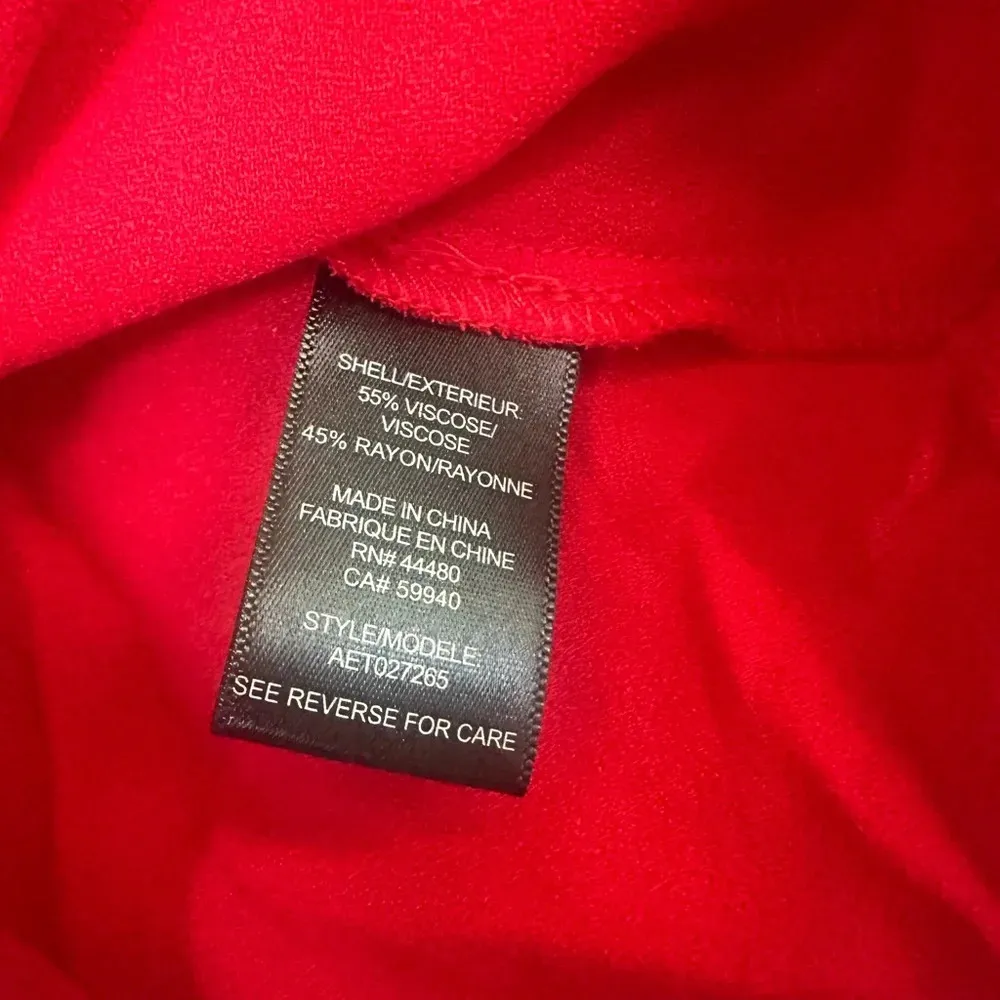 SHELL/EXTERIEUR:
55% VISCOSE/
VISCOSE
45% RAYON/RAYONNE
MADE IN CHINA
FABRIQUE EN CHINE
RN# 44480
CA# 59940
STYLE/MODELE:
AET027265
SEE REVERSE FOR CARE